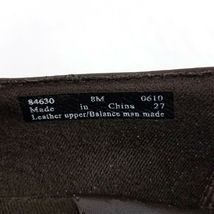 84630 8M 0610
Made in China 27
Leather upper/Balance man made